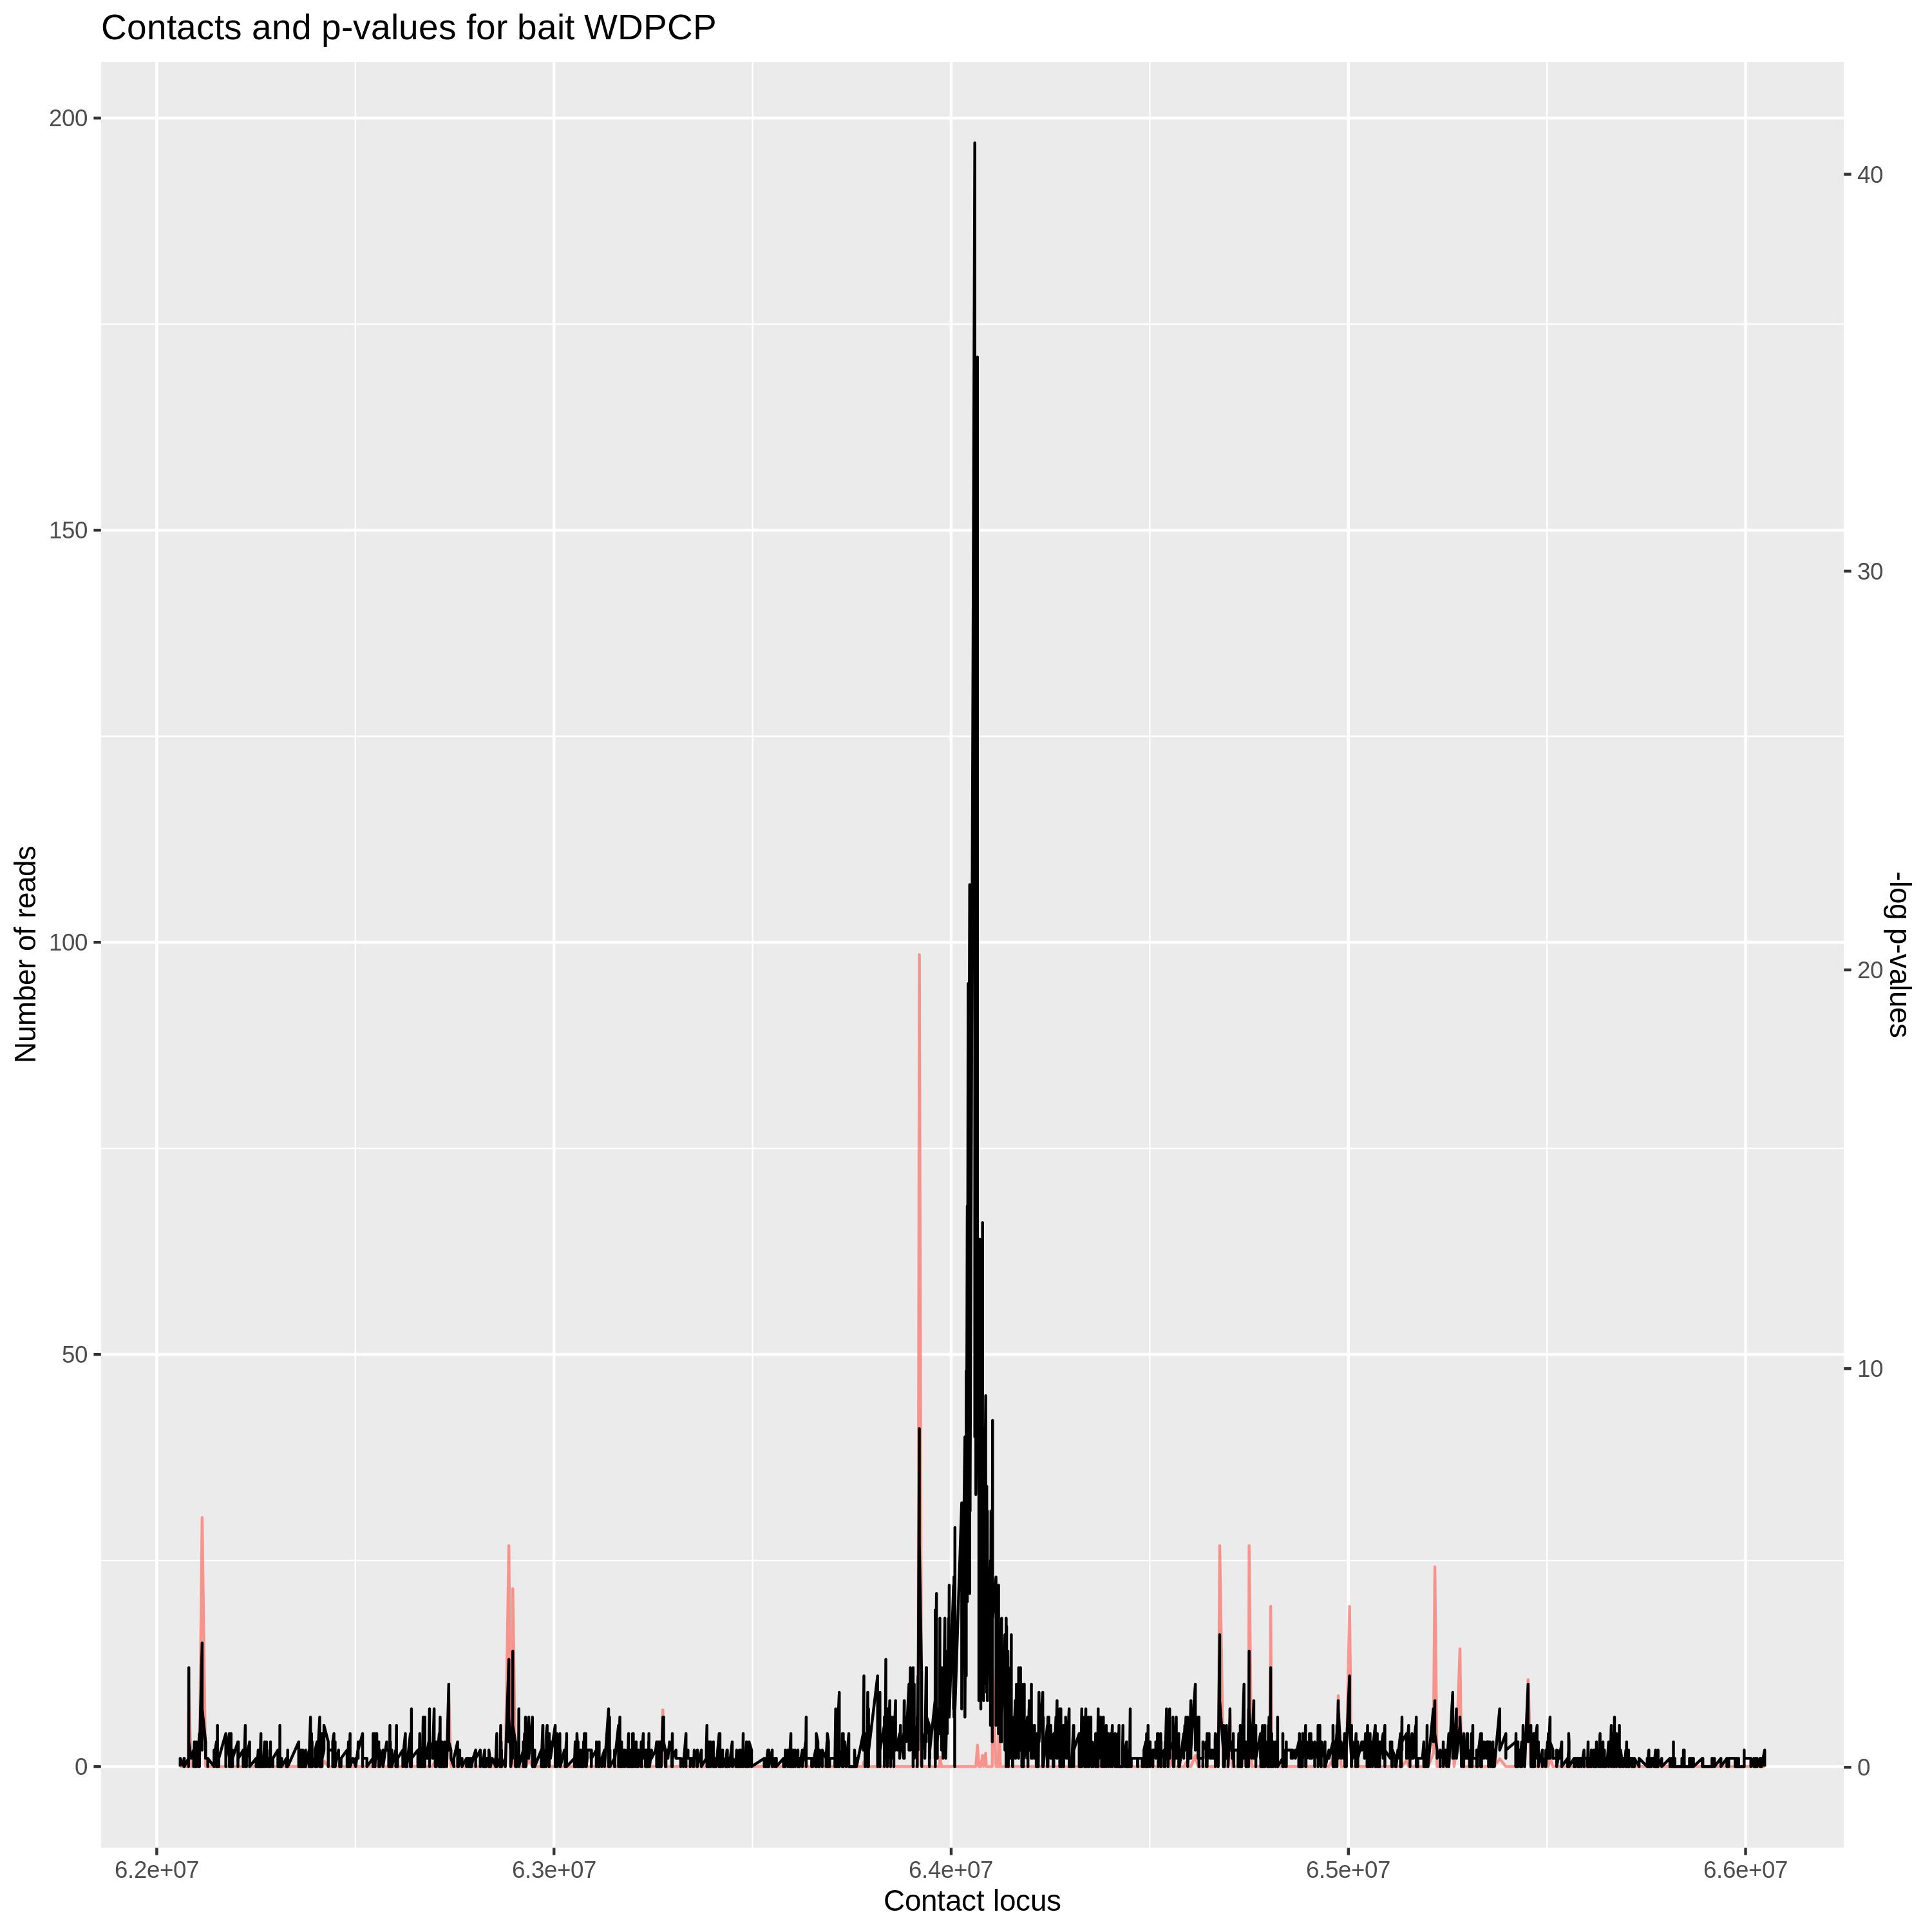 Contacts and p-values for bait WDPCP
200
150
100
50
0
Number of reads
40
30
20
10
0
-log p-values
6.2e+07
6.3e+07
6.4e+07
6.5e+07
6.6e+07
Contact locus